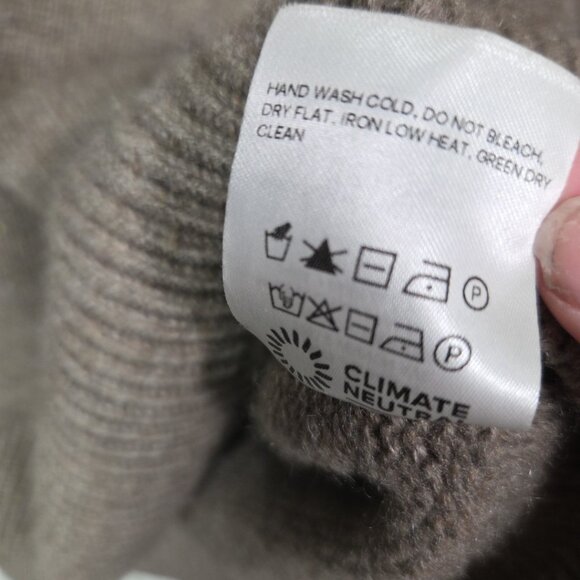 HAND WASH COLD, DO NOT BLEACH,
DRY FLAT, IRON LOW HEAT, GREEN DRY
CLEAN
P
P
CLIMATE
NEUTRAL